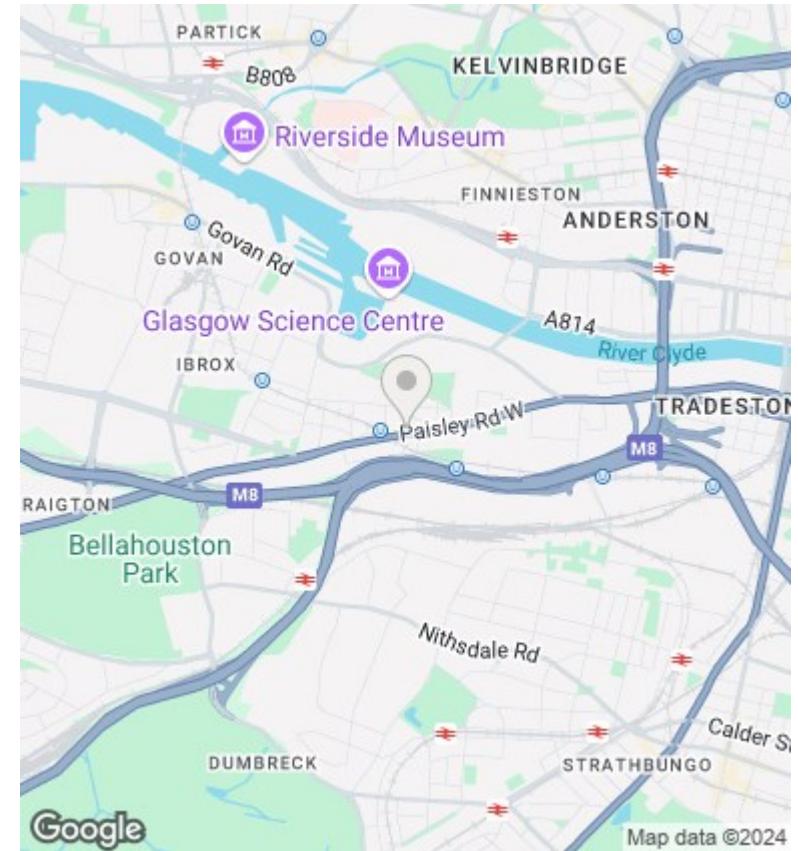 PARTICK
B808
KELVINBRIDGE
Riverside Museum
FINNIESTON
ANDERSTON
Govan Rd
GOVAN
Glasgow Science Centre
A814
River Clyde
IBROX
TRADESTON
Paisley Rd W
M8
M8
RAIGTON
Bellahouston
Park
Nithsdale Rd
Calder St
DUMBRECK
STRATHBUNGO
Google
Map data ©2024